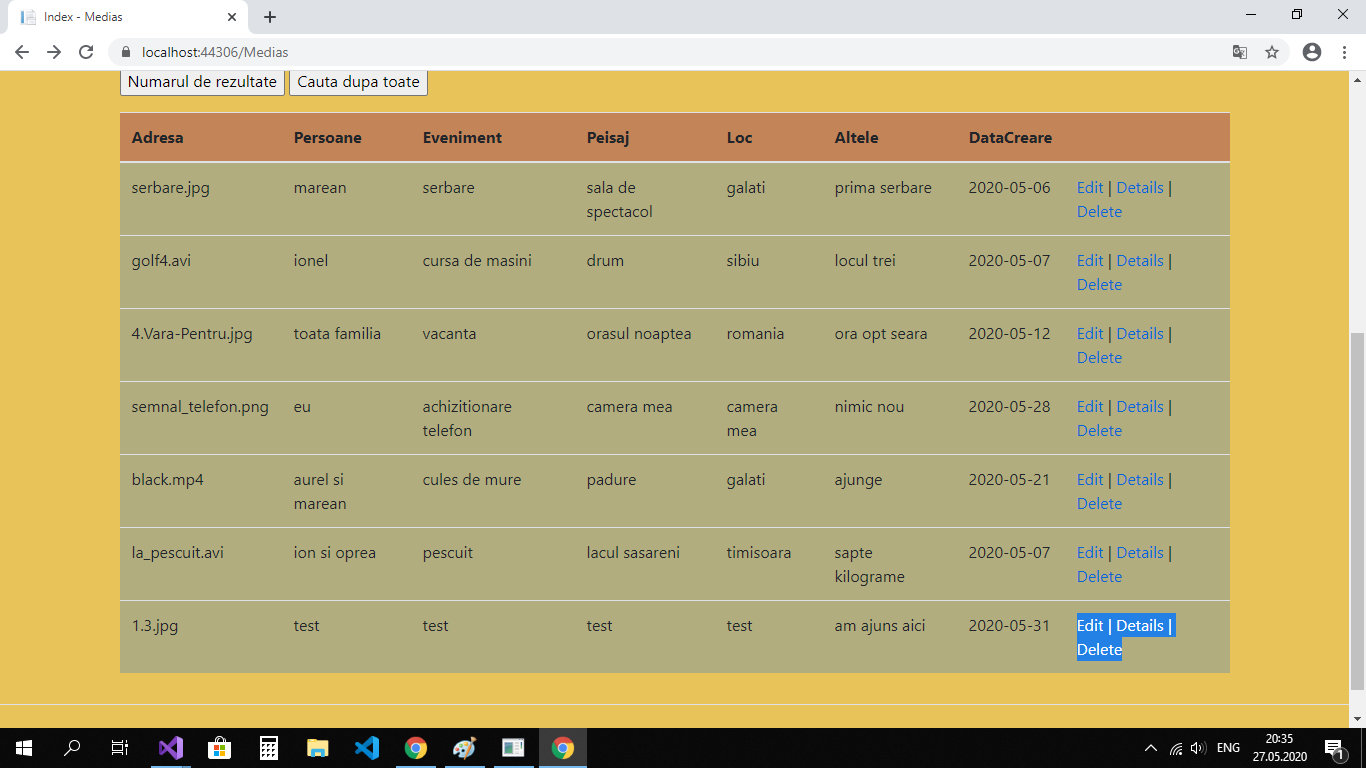 Index - Medias
localhost:44306/Medias
Numarul de rezultate Cauta dupa toate
Adresa Persoane Eveniment Peisaj Loc Altele DataCreare
serbare.jpg marean serbare sala de spectacol galati prima serbare 2020-05-06 Edit | Details | Delete
golf4.avi ionel cursa de masini drum sibiu locul trei 2020-05-07 Edit | Details | Delete
4.Vara-Pentru.jpg toata familia vacanta orasul noaptea romania ora opt seara 2020-05-12 Edit | Details | Delete
semnal_telefon.png eu achizitionare telefon camera mea camera mea nimic nou 2020-05-28 Edit | Details | Delete
black.mp4 aurel si marean cules de mure padure galati ajunge 2020-05-21 Edit | Details | Delete
la_pescuit.avi ion si oprea pescuit lacul sasareni timisoara sapte kilograme 2020-05-07 Edit | Details | Delete
1.3.jpg test test test test am ajuns aici 2020-05-31 Edit | Details | Delete
ENG
20:35
27.05.2020
1